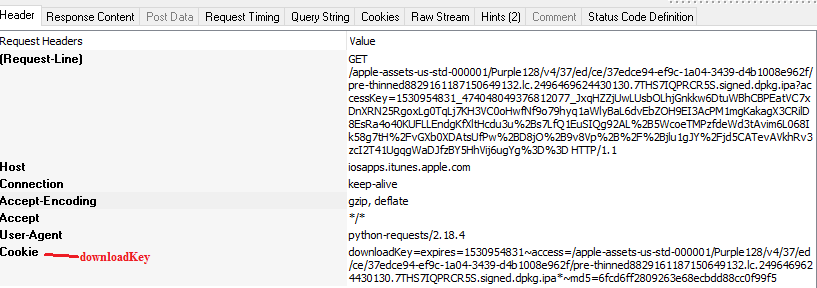 Header Response Content Post Data Request Timing Query String Cookies Raw Stream Hints (2) Comment Status Code Definition
Request Headers Value
(Request-Line) GET
/apple-assets-us-std-000001/Purple128/v4/37/ed/ce/37edce94-ef9c-1a04-3439-d4b1008e962f/
pre-thinned8829161187150649132.lc.2496469624430130.7THS7IQPRCR5S.signed.dpkg.ipa?a
ccessKey=1530954831_474048049376812077_JxqHZZjUwLUsbOLhjGnkkw6DtuWBhCBPEatVC7x
DnXRN25RgoxLg0TqLj7KH3VC0oHwfNf9o79hyq1aWlyBaL6dvEbZOH9EI3AcPM1mgKakagX3CRilD
8EsRa4o40KUFLLEndgKfXltHcdu3u%2Bs7LfQ1EuSIQg92AL%2B5WcoeTMPzfdeWd3tAvim6L068I
k58g7tH%2FvGXb0XDAtsUfPw%2BD8jO%2B9v8Vp%2B%2F%2Bjlu1gJY%2Fjd5CATevAVkhRv3
zcI2T41UgqgWaDJfzBY5HhVij6ugYg%3D%3D HTTP/1.1
Host iosapps.itunes.apple.com
Connection keep-alive
Accept-Encoding gzip, deflate
Accept */*
User-Agent python-requests/2.18.4
Cookie downloadKey downloadKey=expires=1530954831~access=/apple-assets-us-std-000001/Purple128/v4/37/ed
/ce/37edce94-ef9c-1a04-3439-d4b1008e962f/pre-thinned8829161187150649132.lc.249646962
4430130.7THS7IQPRCR5S.signed.dpkg.ipa*~md5=6fcd6ff2809263e68ecbdd88cc0f99f5